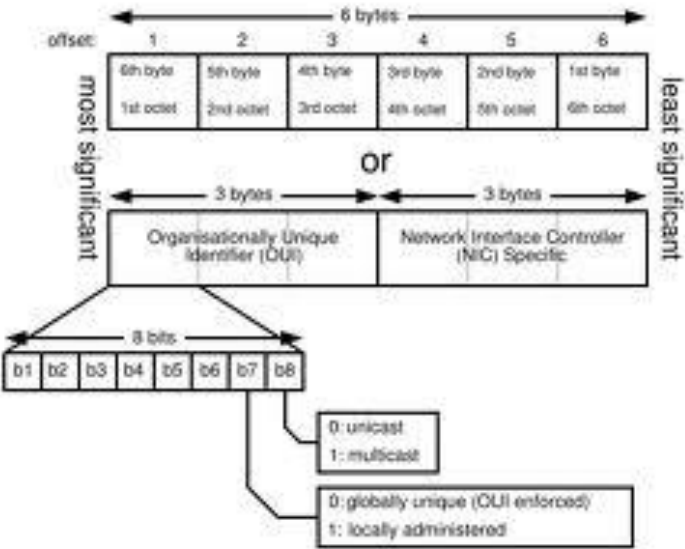 6 bytes
offset: 1 2 3 4 5 6
6th byte 5th byte 4th byte 3rd byte 2nd byte 1st byte
1st octet 2nd octet 3rd octet 4th octet 5th octet 6th octet
most significant
least significant
or
3 bytes 3 bytes
Organisationally Unique
Identifier (OUI)
Network Interface Controller
(NIC) Specific
8 bits
b1 b2 b3 b4 b5 b6 b7 b8
0: unicast
1: multicast
0: globally unique (OUI enforced)
1: locally administered